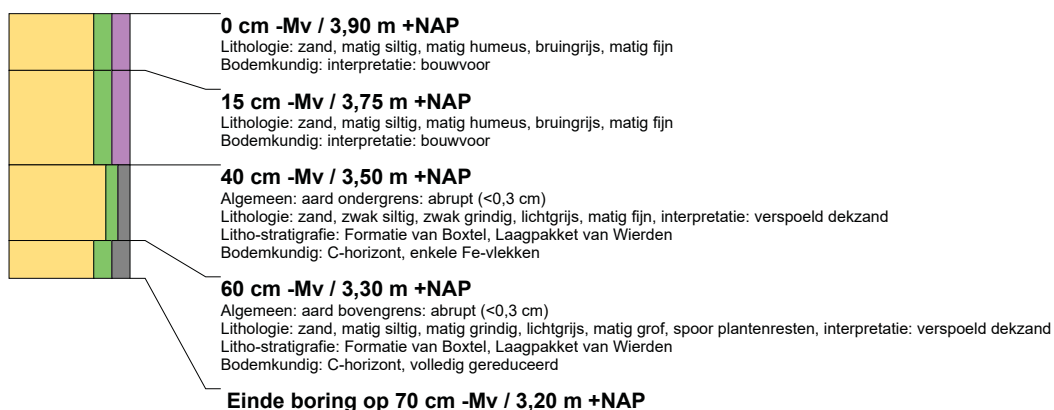 0 cm -Mv / 3,90 m +NAP
Lithologie: zand, matig siltig, matig humeus, bruingrijs, matig fijn
Bodemkundig: interpretatie: bouwvoor
15 cm -Mv / 3,75 m +NAP
Lithologie: zand, matig siltig, matig humeus, bruingrijs, matig fijn
Bodemkundig: interpretatie: bouwvoor
40 cm -Mv / 3,50 m +NAP
Algemeen: aard ondergrens: abrupt (<0,3 cm)
Lithologie: zand, zwak siltig, zwak grindig, lichtgrijs, matig fijn, interpretatie: verspoeld dekzand
Litho-stratigrafie: Formatie van Boxtel, Laagpakket van Wierden
Bodemkundig: C-horizont, enkele Fe-vlekken
60 cm -Mv / 3,30 m +NAP
Algemeen: aard bovengrens: abrupt (<0,3 cm)
Lithologie: zand, matig siltig, matig grindig, lichtgrijs, matig grof, spoor plantenresten, interpretatie: verspoeld dekzand
Litho-stratigrafie: Formatie van Boxtel, Laagpakket van Wierden
Bodemkundig: C-horizont, volledig gereduceerd
Einde boring op 70 cm -Mv / 3,20 m +NAP